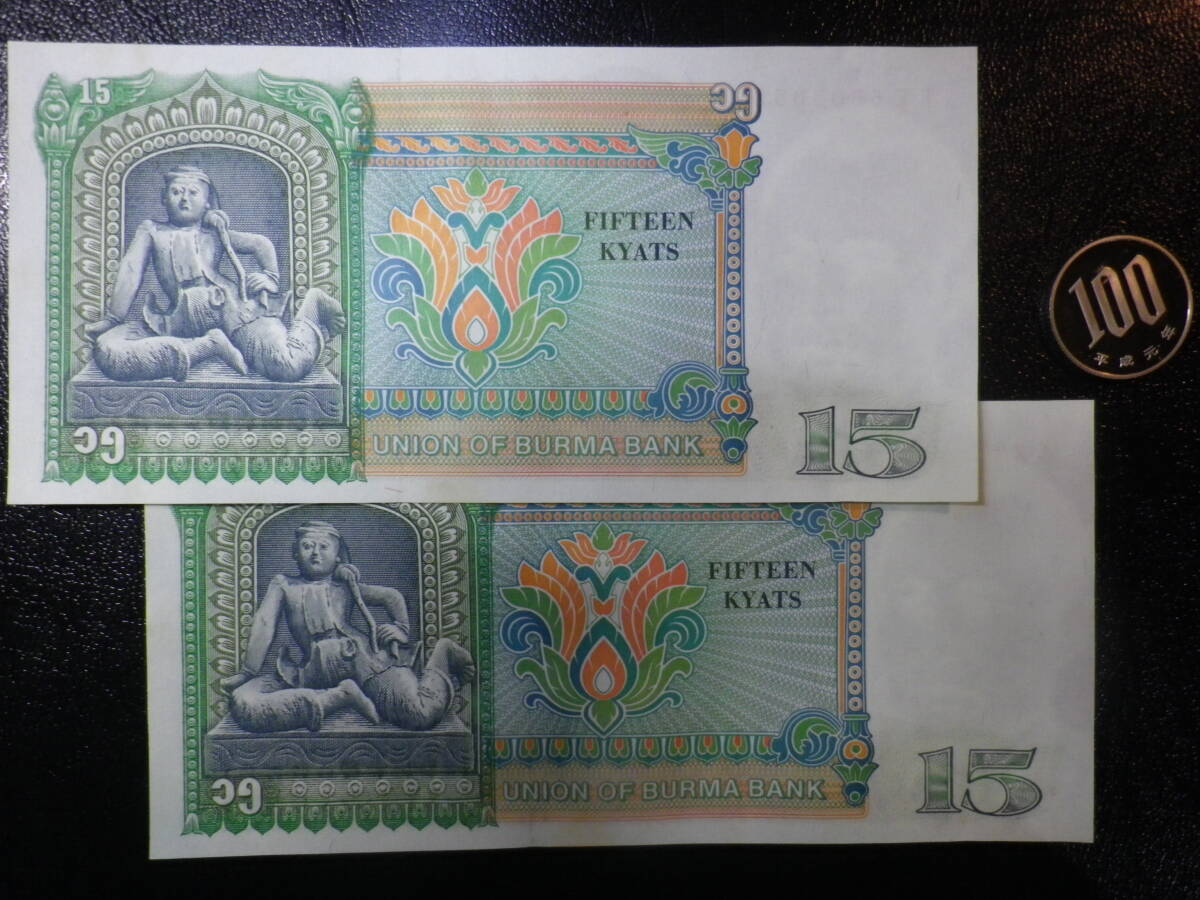 15
၁၅
FIFTEEN
KYATS
၁၅
UNION OF BURMA BANK
15
100
平成元年
FIFTEEN
KYATS
၁၅
UNION OF BURMA BANK
15